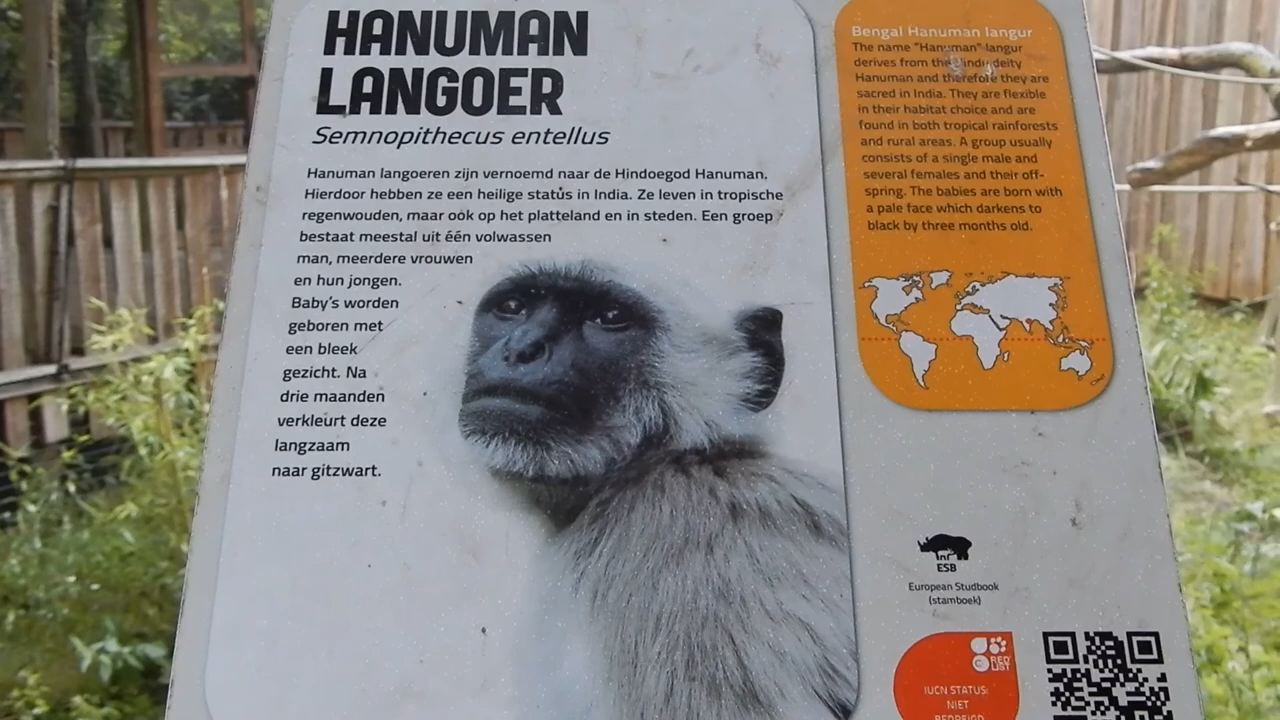 HANUMAN
LANGOER
Semnopithecus entellus
Hanuman langoeren zijn vernoemd naar de Hindoegod Hanuman.
Hierdoor hebben ze een heilige status in India. Ze leven in tropische
regenwouden, maar ook op het platteland en in steden. Een groep
bestaat meestal uit één volwassen
man, meerdere vrouwen
en hun jongen.
Baby's worden
geboren met
een bleek
gezicht. Na
drie maanden
verkleurt deze
langzaam
naar gitzwart.
Bengal Hanuman langur
The name "Hanuman" langur
derives from the Hindu deity
Hanuman and therefore they are
sacred in India. They are flexible
in their habitat choice and are
found in both tropical rainforests
and rural areas. A group usually
consists of a single male and
several females and their off-
spring. The babies are born with
a pale face which darkens to
black by three months old.
ESB
European Studbook
(stamboek)
RED
LIST
IUCN STATUS:
NIET
BEDREIGD